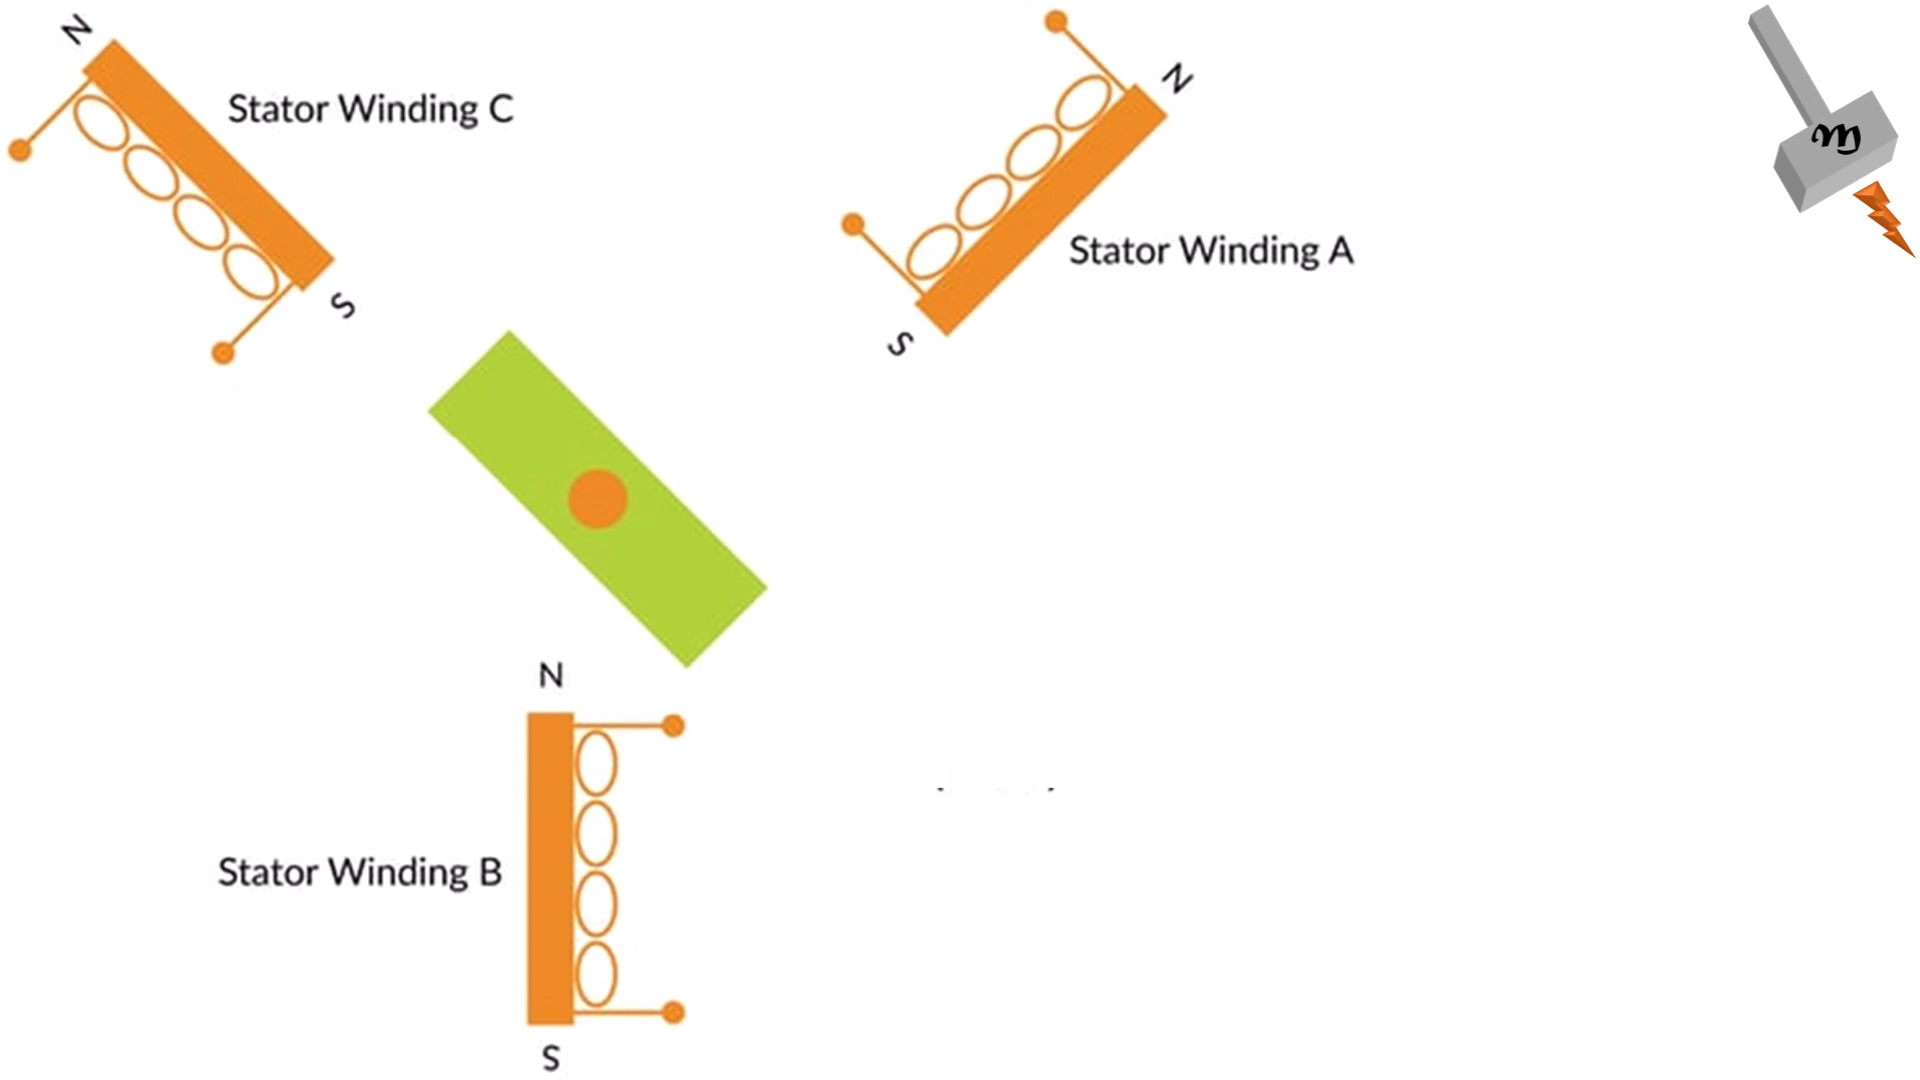 N
Stator Winding C
S
N
Stator Winding A
S
N
Stator Winding B
S